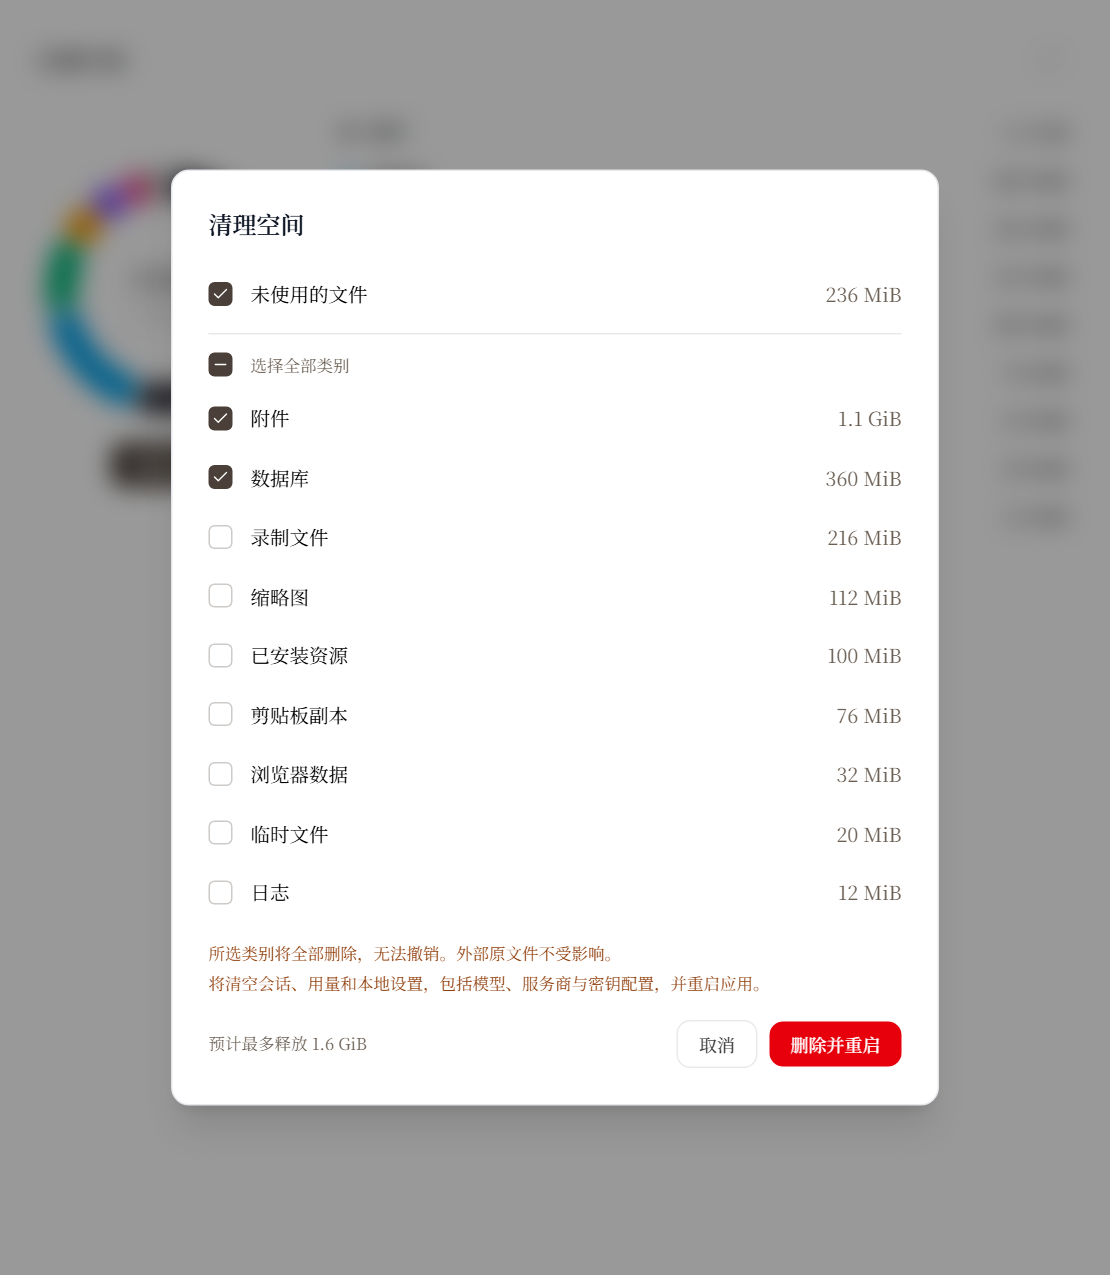 清理空间
未使用的文件 236 MiB
选择全部类别
附件 1.1 GiB
数据库 360 MiB
录制文件 216 MiB
缩略图 112 MiB
已安装资源 100 MiB
剪贴板副本 76 MiB
浏览器数据 32 MiB
临时文件 20 MiB
日志 12 MiB
所选类别将全部删除，无法撤销。外部原文件不受影响。
将清空会话、用量和本地设置，包括模型、服务商与密钥配置，并重启应用。
预计最多释放 1.6 GiB 取消 删除并重启